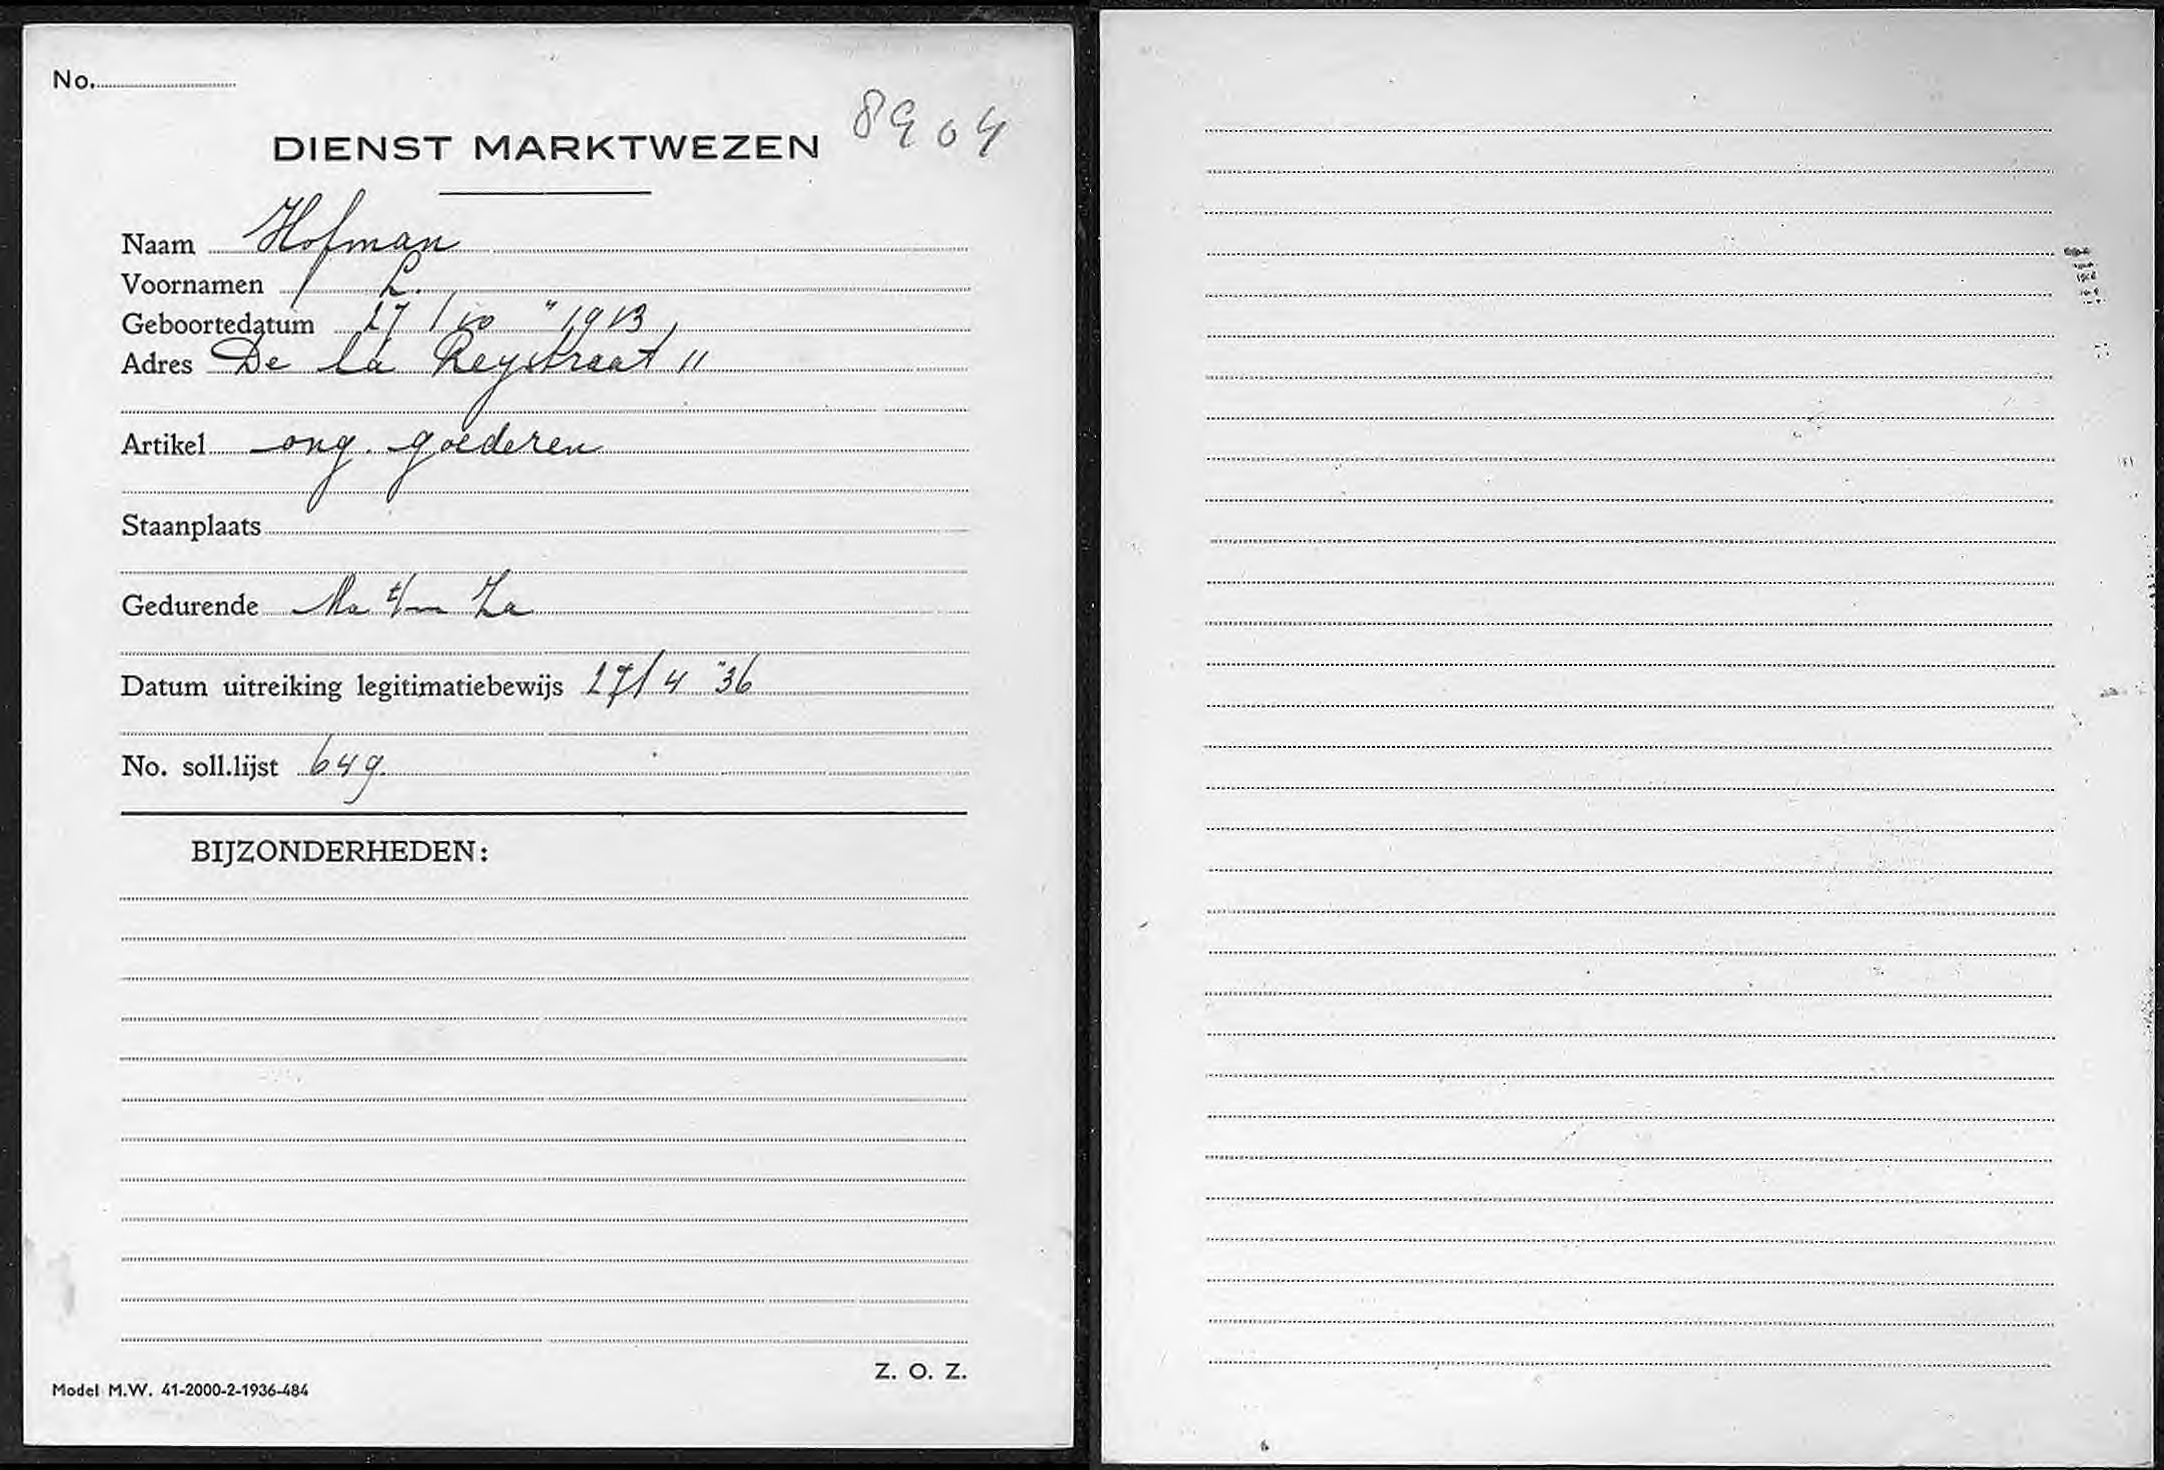 No.
8904
DIENST MARKTWEZEN
Naam Hofman
Voornamen L.
Geboortedatum 27/10 "1913
Adres De la Reystraat 11
Artikel ong. goederen
Staanplaats
Gedurende Ma t/m Za
Datum uitreiking legitimatiebewijs 27/4 "36
No. soll.lijst 649.
BIJZONDERHEDEN:
Z. O. Z.
Model M.W. 41-2000-2-1936-484